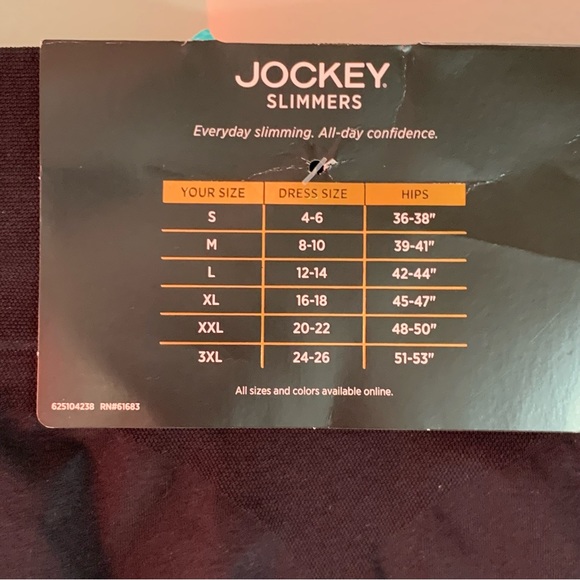 JOCKEY®
SLIMMERS
Everyday slimming. All-day confidence.
YOUR SIZE DRESS SIZE HIPS
S 4-6 36-38"
M 8-10 39-41"
L 12-14 42-44"
XL 16-18 45-47"
XXL 20-22 48-50"
3XL 24-26 51-53"
All sizes and colors available online.
625104238 RN#61683